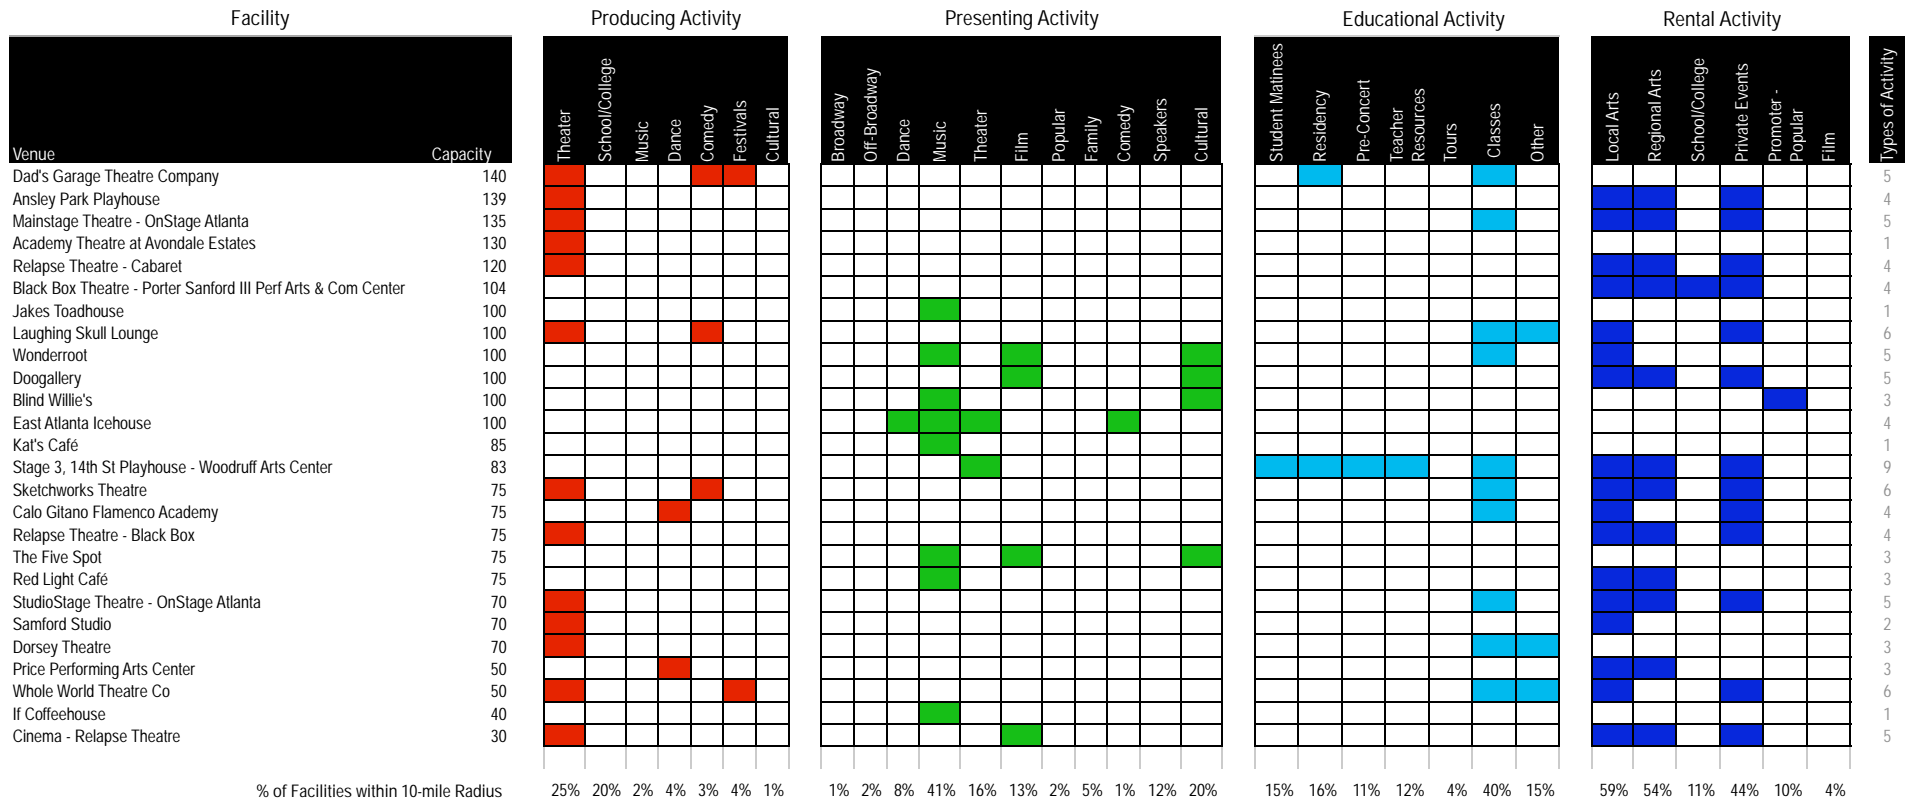 Facility Producing Activity Presenting Activity Educational Activity Rental Activity
Venue Capacity Theater School/College Music Dance Comedy Festivals Cultural Broadway Off-Broadway Dance Music Theater Film Popular Family Comedy Speakers Cultural Student Matinees Residency Pre-Concert Teacher Resources Tours Classes Other Local Arts Regional Arts School/College Private Events Promoter - Popular Film Types of Activity
Dad's Garage Theatre Company 140 5
Ansley Park Playhouse 139 4
Mainstage Theatre - OnStage Atlanta 135 5
Academy Theatre at Avondale Estates 130 1
Relapse Theatre - Cabaret 120 4
Black Box Theatre - Porter Sanford III Perf Arts & Com Center 104 4
Jakes Toadhouse 100 1
Laughing Skull Lounge 100 6
Wonderroot 100 5
Doogallery 100 5
Blind Willie's 100 3
East Atlanta Icehouse 100 4
Kat's Café 85 1
Stage 3, 14th St Playhouse - Woodruff Arts Center 83 9
Sketchworks Theatre 75 6
Calo Gitano Flamenco Academy 75 4
Relapse Theatre - Black Box 75 4
The Five Spot 75 3
Red Light Café 75 3
StudioStage Theatre - OnStage Atlanta 70 5
Samford Studio 70 2
Dorsey Theatre 70 3
Price Performing Arts Center 50 3
Whole World Theatre Co 50 6
If Coffeehouse 40 1
Cinema - Relapse Theatre 30 5
% of Facilities within 10-mile Radius 25% 20% 2% 4% 3% 4% 1% 1% 2% 8% 41% 16% 13% 2% 5% 1% 12% 20% 15% 16% 11% 12% 4% 40% 15% 59% 54% 11% 44% 10% 4%